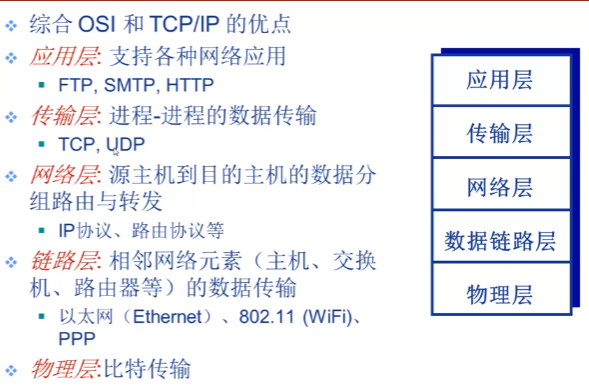 综合 OSI 和 TCP/IP 的优点
应用层: 支持各种网络应用
FTP, SMTP, HTTP
传输层: 进程-进程的数据传输
TCP, UDP
网络层: 源主机到目的主机的数据分
组路由与转发
IP协议、路由协议等
链路层: 相邻网络元素（主机、交换
机、路由器等）的数据传输
以太网（Ethernet）、802.11 (WiFi)、
PPP
物理层:比特传输
应用层
传输层
网络层
数据链路层
物理层